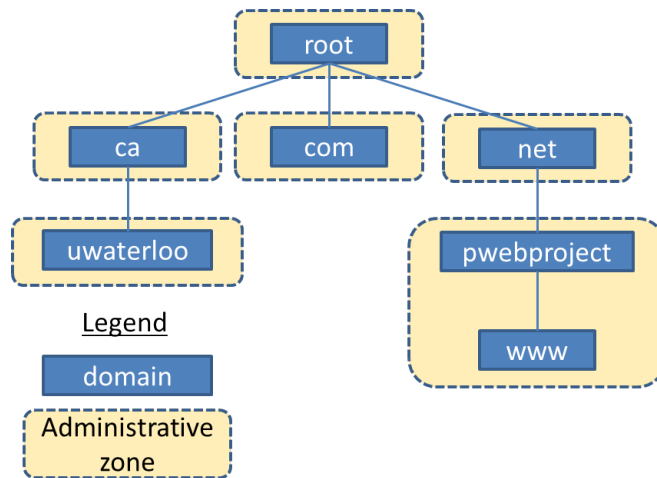 root
ca
com
net
uwaterloo
pwebproject
www
Legend
domain
Administrative
zone